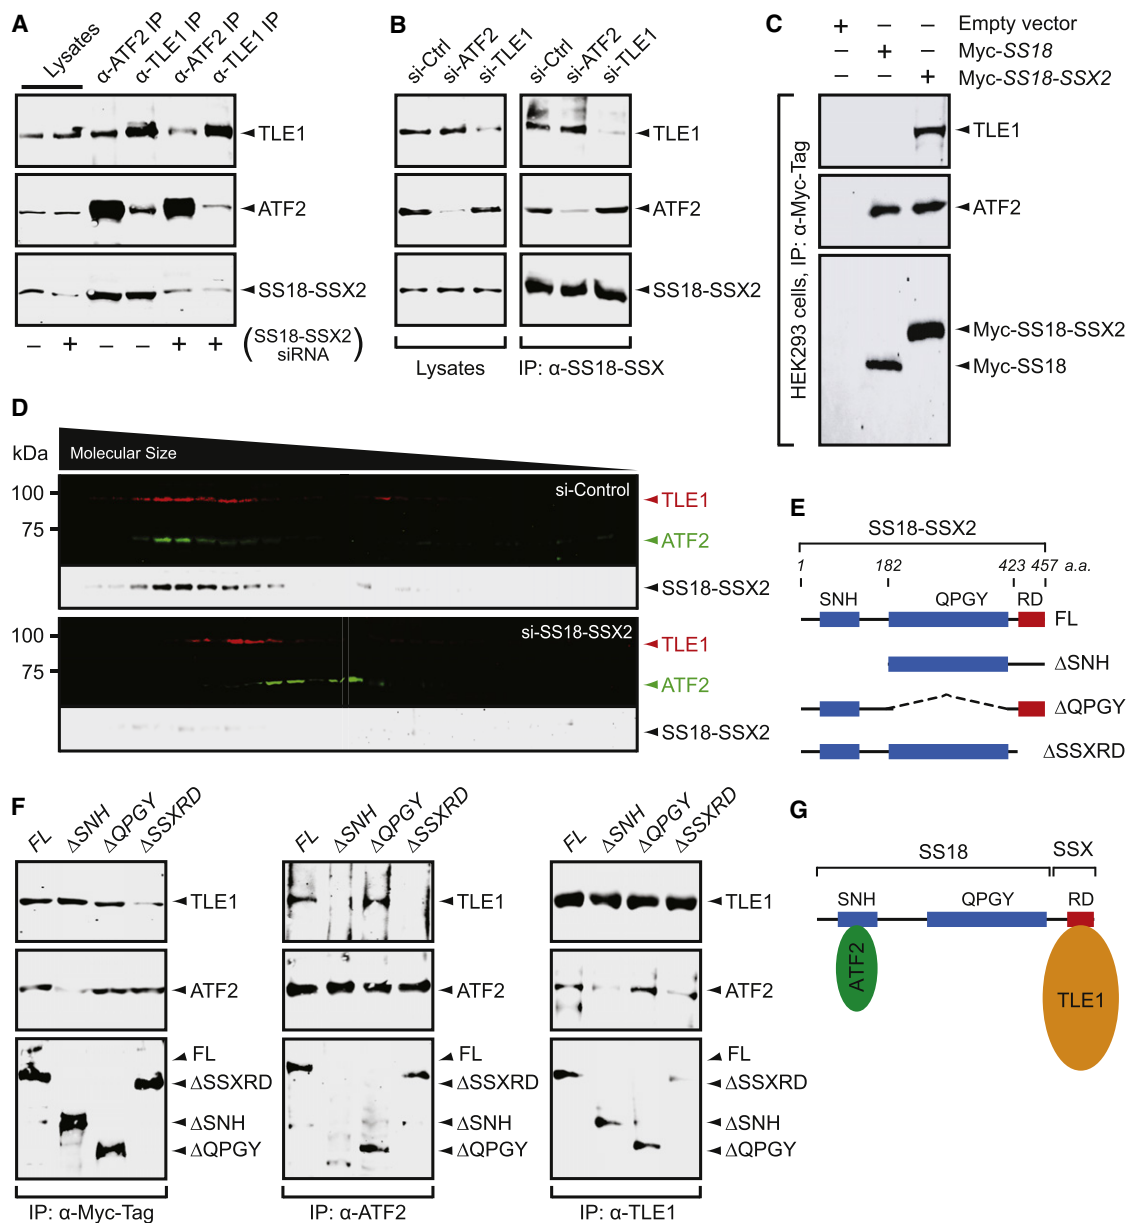 A
Lysates
α-ATF2 IP
α-TLE1 IP
α-ATF2 IP
α-TLE1 IP
TLE1
ATF2
SS18-SSX2
– + – – + + (SS18-SSX2 siRNA)
B
si-Ctrl
si-ATF2
si-TLE1
si-Ctrl
si-ATF2
si-TLE1
TLE1
ATF2
SS18-SSX2
Lysates
IP: α-SS18-SSX
C
+ – – Empty vector
– + – Myc-SS18
– – + Myc-SS18-SSX2
HEK293 cells, IP: α-Myc-Tag
TLE1
ATF2
Myc-SS18-SSX2
Myc-SS18
D
kDa
Molecular Size
100
75
si-Control
TLE1
ATF2
SS18-SSX2
100
75
si-SS18-SSX2
TLE1
ATF2
SS18-SSX2
E
SS18-SSX2
1 182 423 457 a.a.
SNH QPGY RD
FL
ΔSNH
ΔQPGY
ΔSSXRD
F
FL ΔSNH ΔQPGY ΔSSXRD
TLE1
ATF2
FL
ΔSSXRD
ΔSNH
ΔQPGY
IP: α-Myc-Tag
FL ΔSNH ΔQPGY ΔSSXRD
TLE1
ATF2
FL
ΔSSXRD
ΔSNH
ΔQPGY
IP: α-ATF2
FL ΔSNH ΔQPGY ΔSSXRD
TLE1
ATF2
FL
ΔSSXRD
ΔSNH
ΔQPGY
IP: α-TLE1
G
SS18 SSX
SNH QPGY RD
ATF2
TLE1